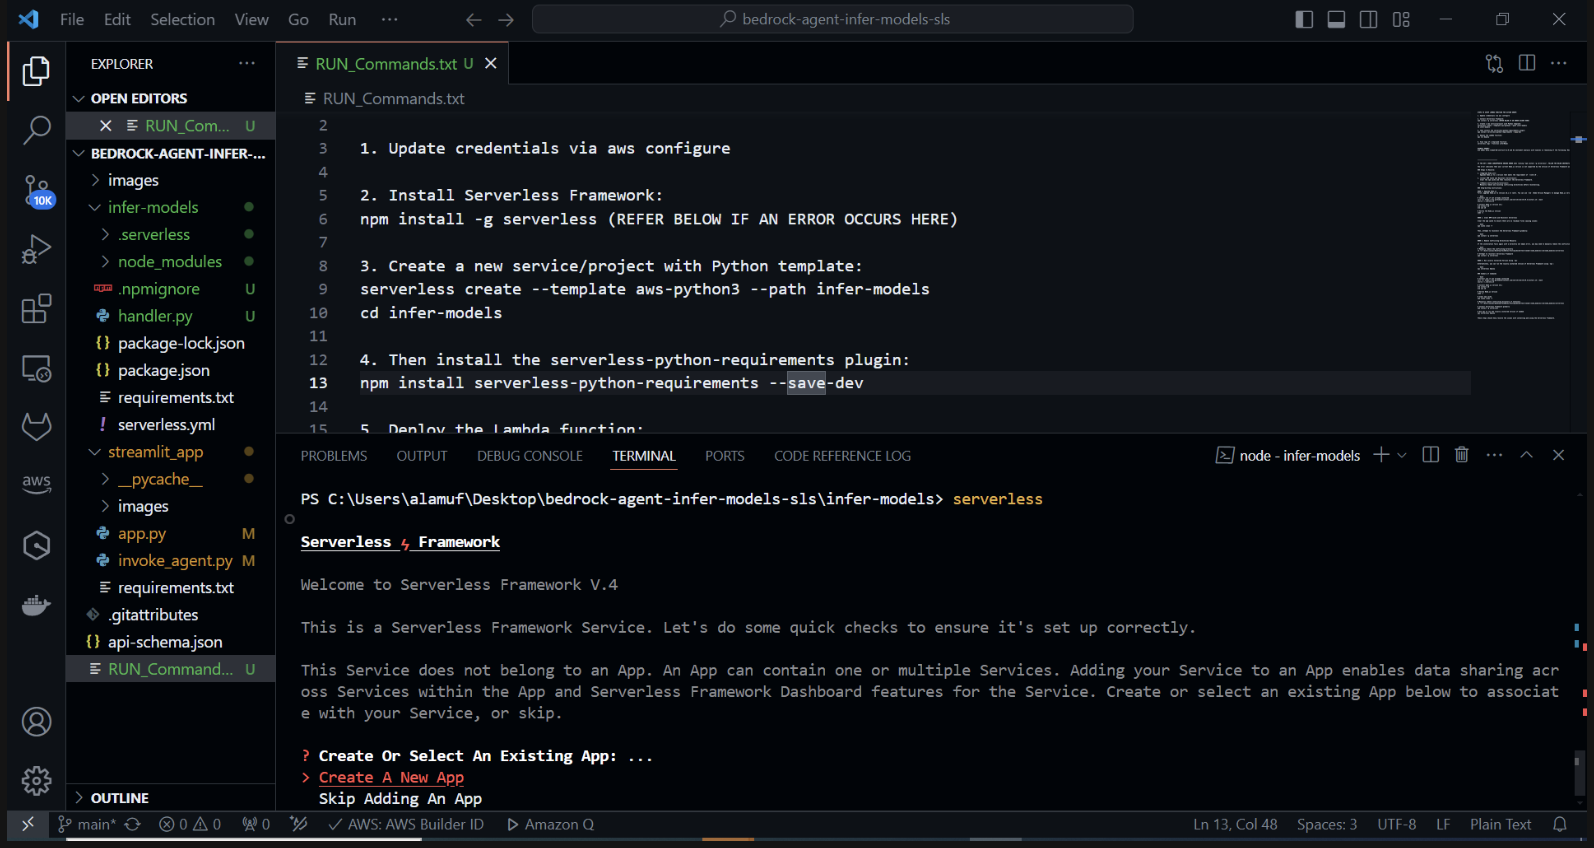 File Edit Selection View Go Run ... bedrock-agent-infer-models-sls
EXPLORER
OPEN EDITORS
RUN_Com... U
BEDROCK-AGENT-INFER-...
images
infer-models
.serverless
node_modules
.npmignore U
handler.py U
package-lock.json
package.json
requirements.txt
serverless.yml
streamlit_app
__pycache__
images
app.py M
invoke_agent.py M
requirements.txt
.gitattributes
api-schema.json
RUN_Command... U
OUTLINE
10K
aws
RUN_Commands.txt U
RUN_Commands.txt
2
3 1. Update credentials via aws configure
4
5 2. Install Serverless Framework:
6 npm install -g serverless (REFER BELOW IF AN ERROR OCCURS HERE)
7
8 3. Create a new service/project with Python template:
9 serverless create --template aws-python3 --path infer-models
10 cd infer-models
11
12 4. Then install the serverless-python-requirements plugin:
13 npm install serverless-python-requirements --save-dev
14
15 5. Deploy the Lambda function:
PROBLEMS OUTPUT DEBUG CONSOLE TERMINAL PORTS CODE REFERENCE LOG node - infer-models
PS C:\Users\alamuf\Desktop\bedrock-agent-infer-models-sls\infer-models> serverless
Serverless Framework
Welcome to Serverless Framework V.4
This is a Serverless Framework Service. Let's do some quick checks to ensure it's set up correctly.
This Service does not belong to an App. An App can contain one or multiple Services. Adding your Service to an App enables data sharing acr
oss Services within the App and Serverless Framework Dashboard features for the Service. Create or select an existing App below to associat
e with your Service, or skip.
? Create Or Select An Existing App: ...
> Create A New App
Skip Adding An App
main* 0 0 0 AWS: AWS Builder ID Amazon Q Ln 13, Col 48 Spaces: 3 UTF-8 LF Plain Text